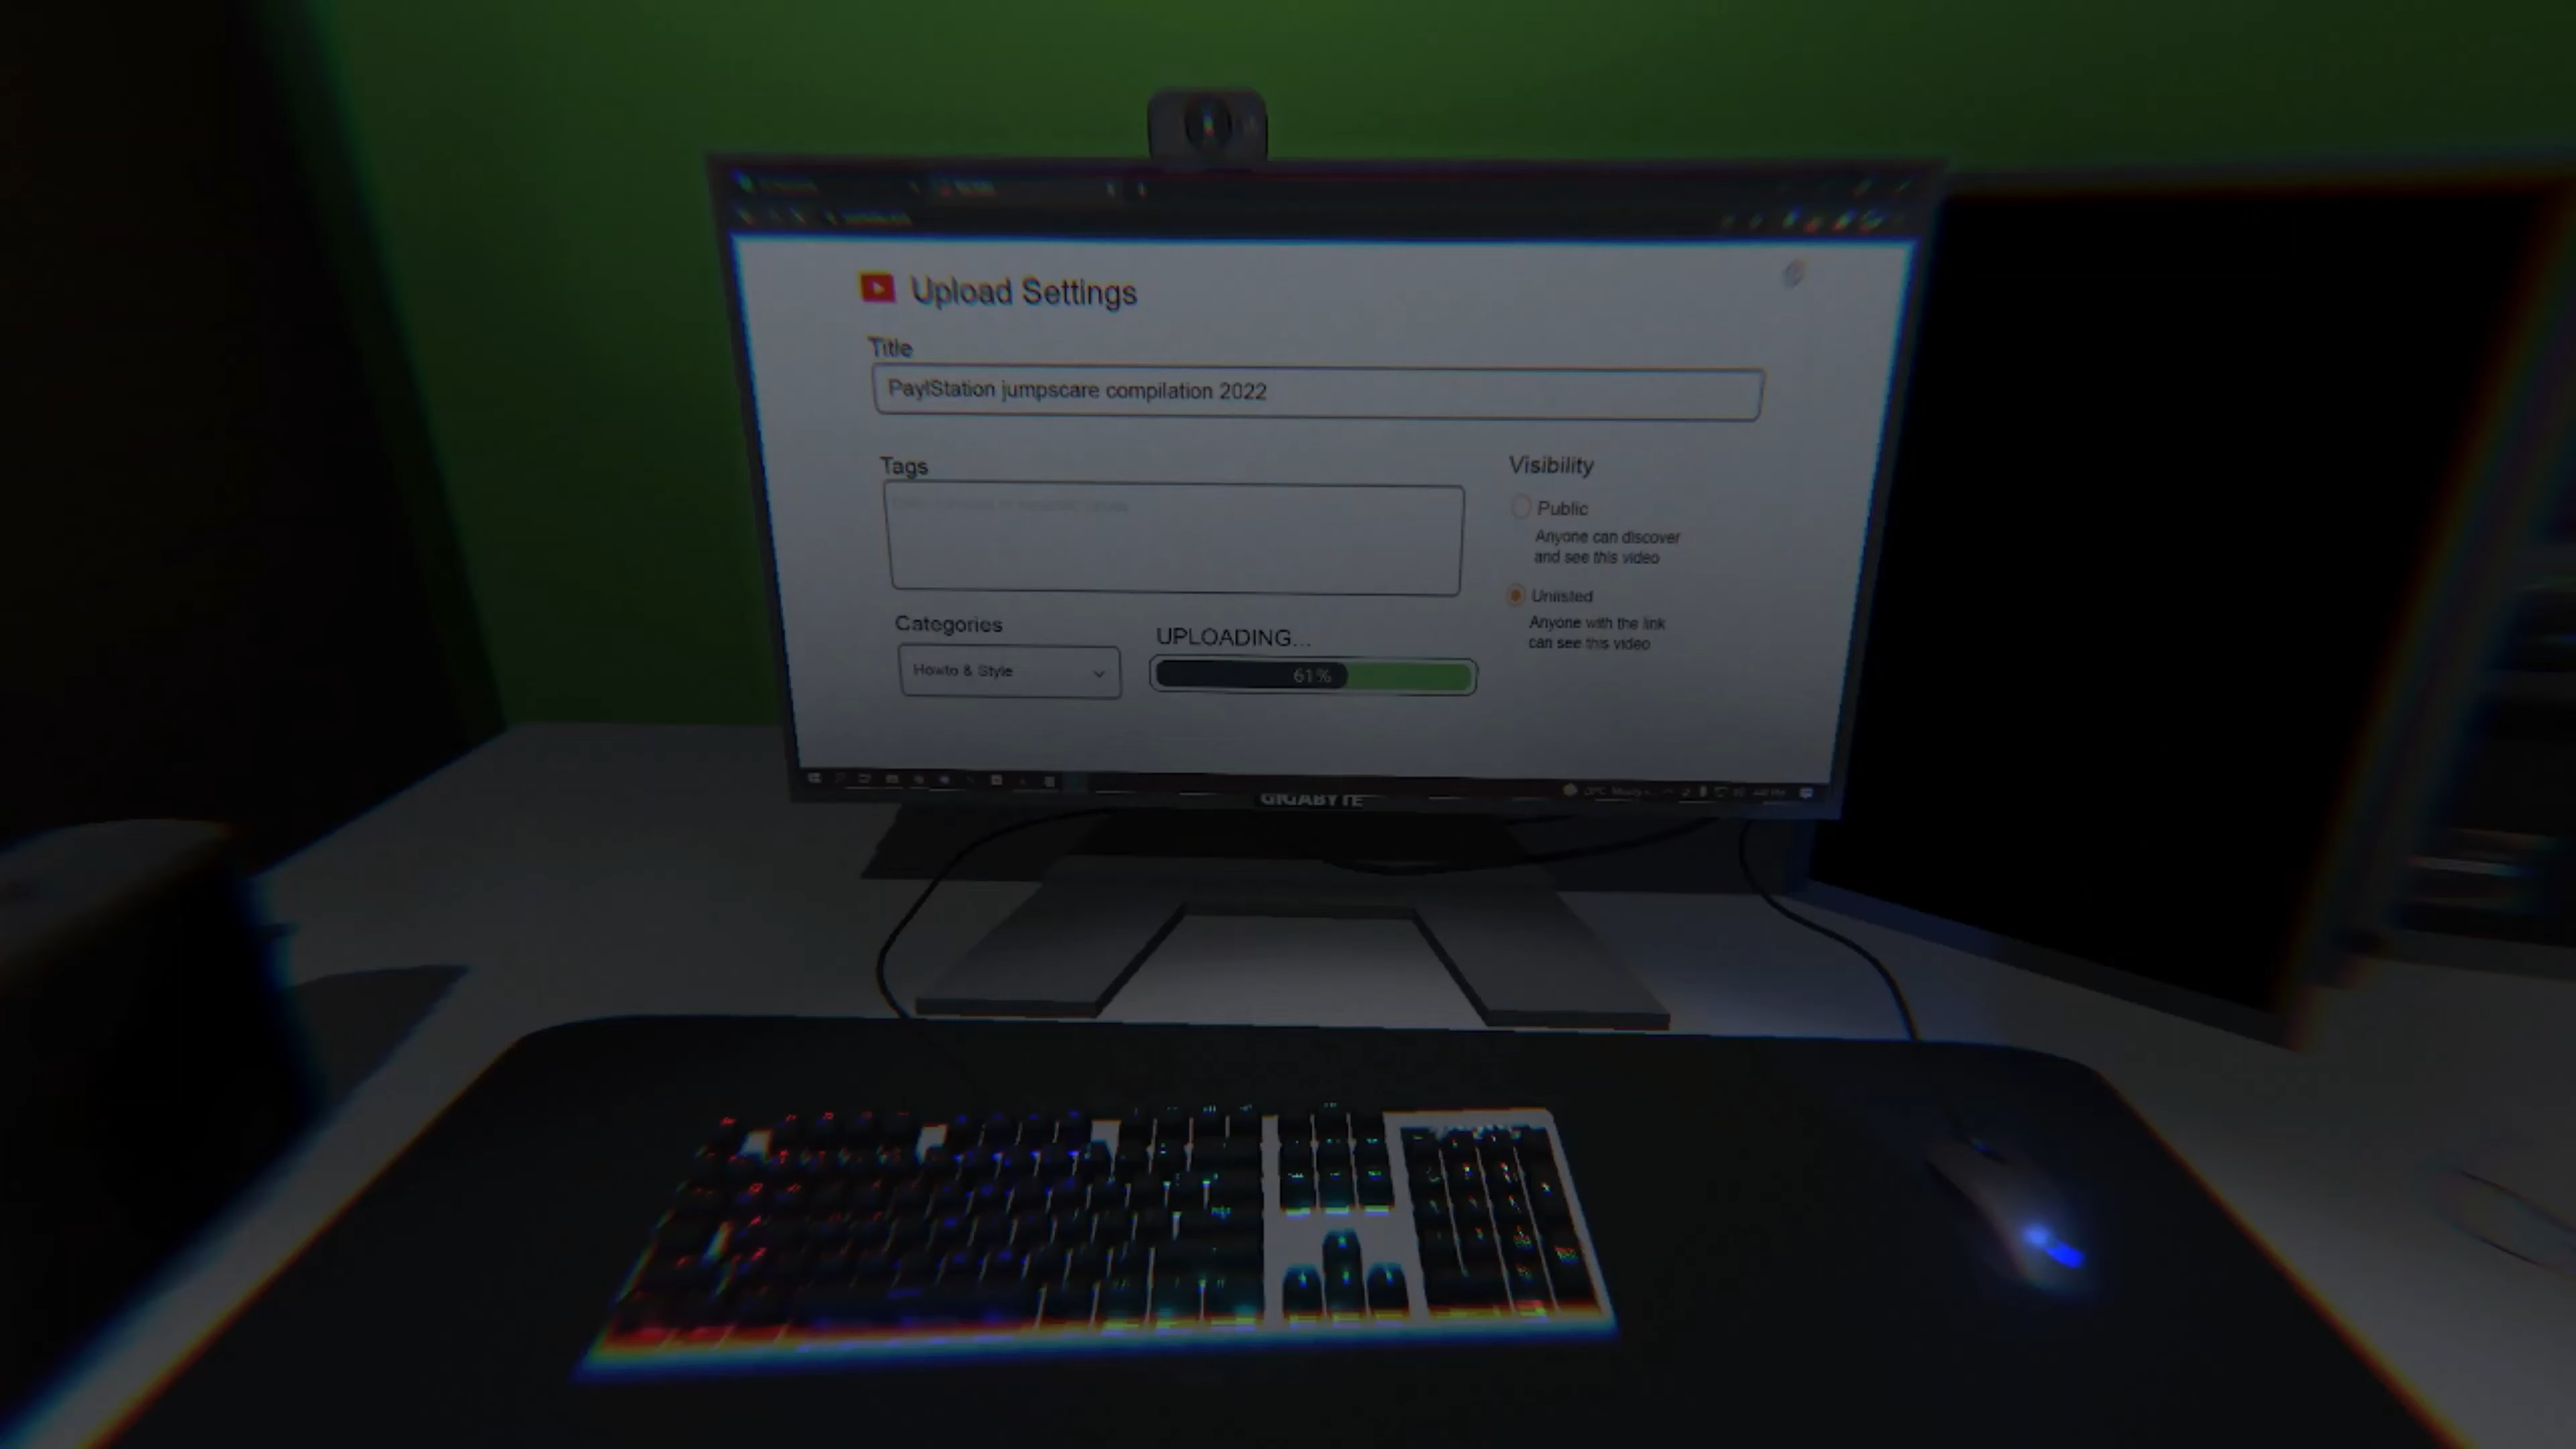 Upload Settings
Title
PaylStation jumpscare compilation 2022
Tags
Visibility
Public
Anyone can discover
and see this video
Unlisted
Anyone with the link
can see this video
Categories
Howto & Style
UPLOADING...
61%
GIGABYTE